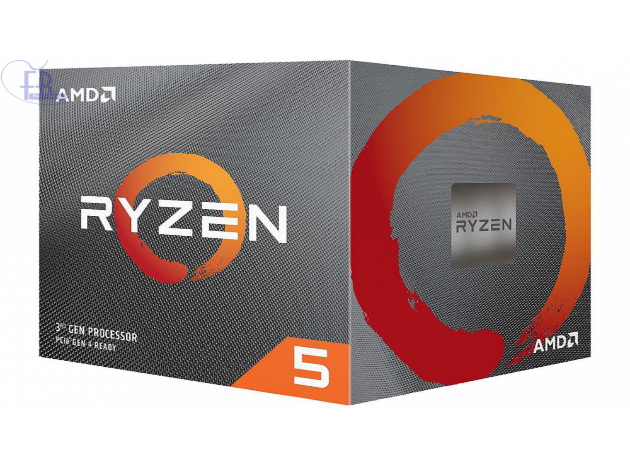 AMD
RYZEN
3RD GEN PROCESSOR
PCIe® GEN 4 READY
5
AMD
RYZEN
AMD